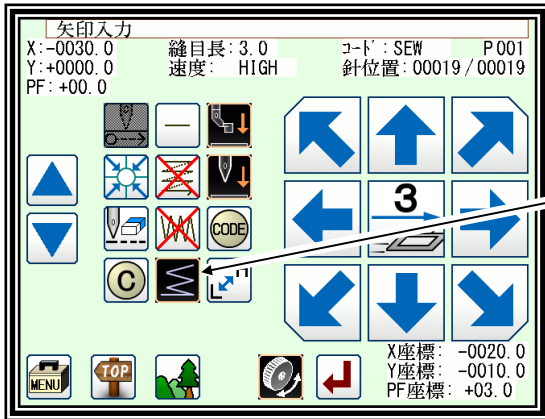 矢印入力
X:-0030.0 縫目長:3.0 コード:SEW P001
Y:+0000.0 速度: HIGH 針位置:00019/00019
PF:+00.0
3
CODE
C
X座標: -0020.0
Y座標: -0010.0
PF座標: +03.0
MENU
TOP